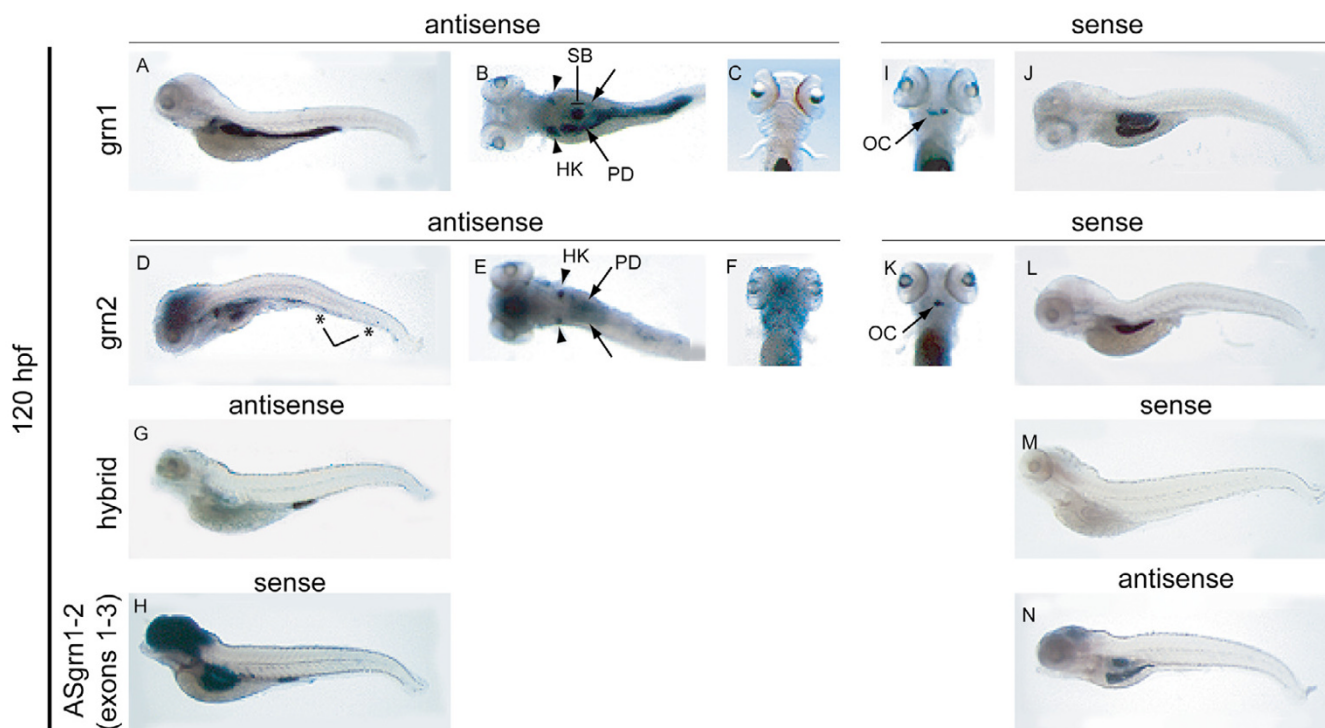 antisense
sense
120 hpf
grn1
A
B
SB
HK
PD
C
I
OC
J
antisense
sense
grn2
D
*
*
E
HK
PD
F
K
OC
L
antisense
sense
hybrid
G
M
sense
antisense
ASgrn1-2
(exons 1-3)
H
N